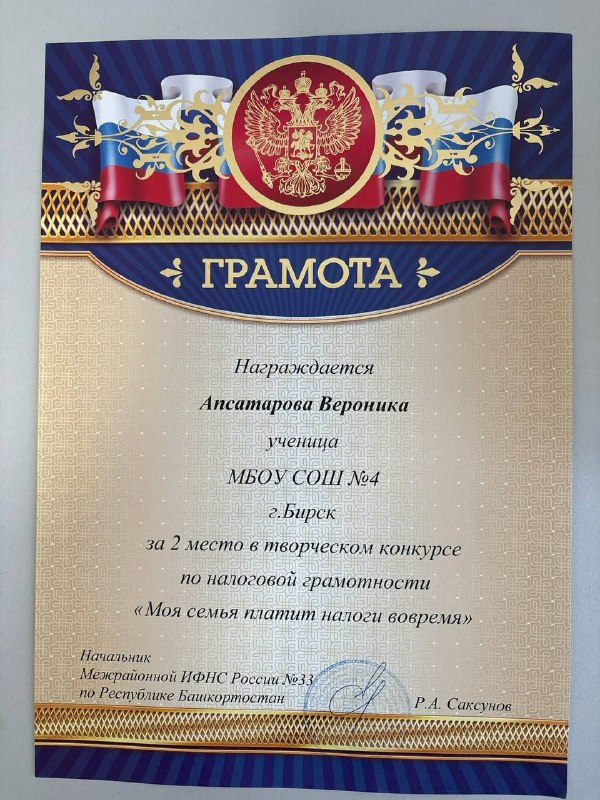 ГРАМОТА
Награждается
Апсатарова Вероника
ученица
МБОУ СОШ №4
г.Бирск
за 2 место в творческом конкурсе
по налоговой грамотности
«Моя семья платит налоги вовремя»
Начальник
Межрайонной ИФНС России №33
по Республике Башкортостан
Р.А. Саксунов